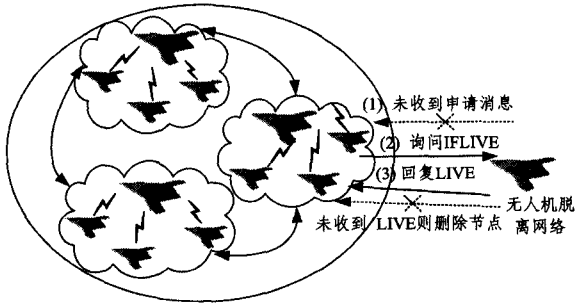 (1) 未收到申请消息
(2) 询问IFLIVE
(3) 回复LIVE
未收到 LIVE则删除节点
无人机脱
离网络